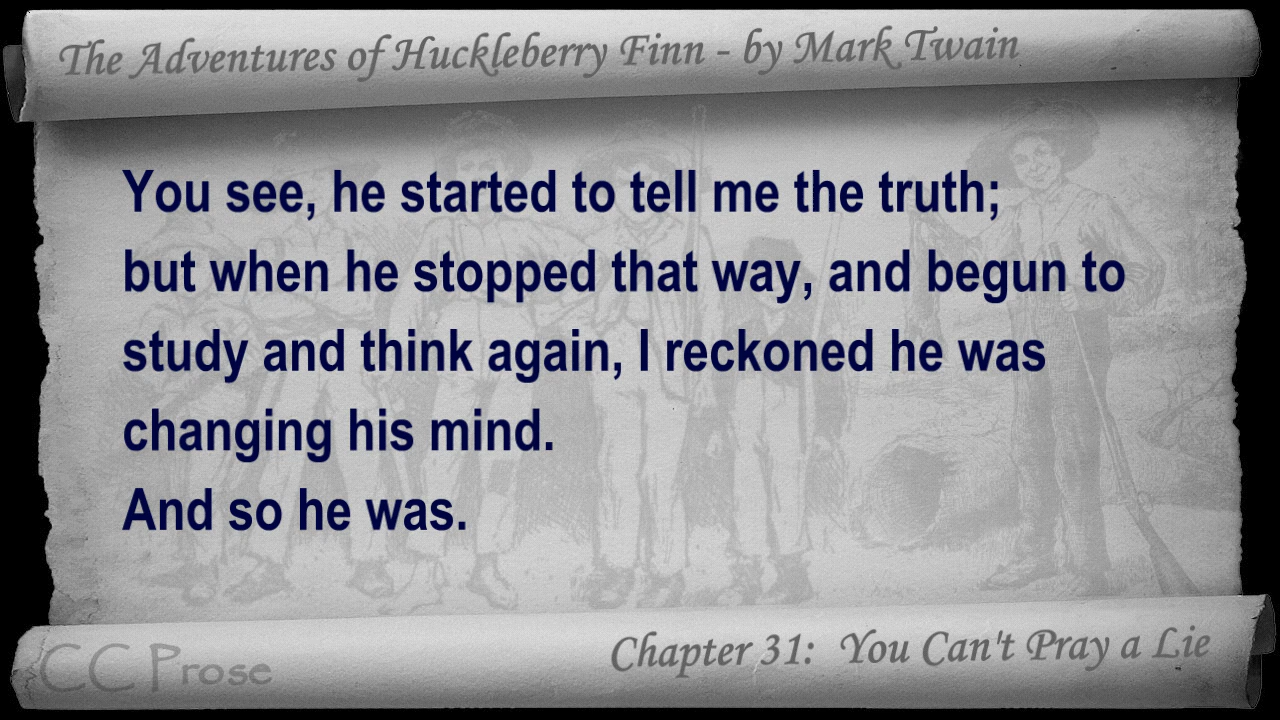 The Adventures of Huckleberry Finn - by Mark Twain
You see, he started to tell me the truth;
but when he stopped that way, and begun to
study and think again, I reckoned he was
changing his mind.
And so he was.
CC Prose
Chapter 31: You Can't Pray a Lie